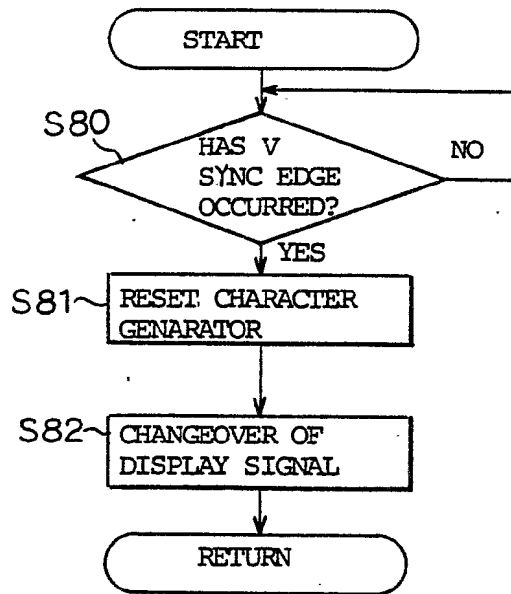 START
S80
HAS V
SYNC EDGE
OCCURRED?
NO
YES
S81
RESET CHARACTER
GENARATOR
S82
CHANGEOVER OF
DISPLAY SIGNAL
RETURN